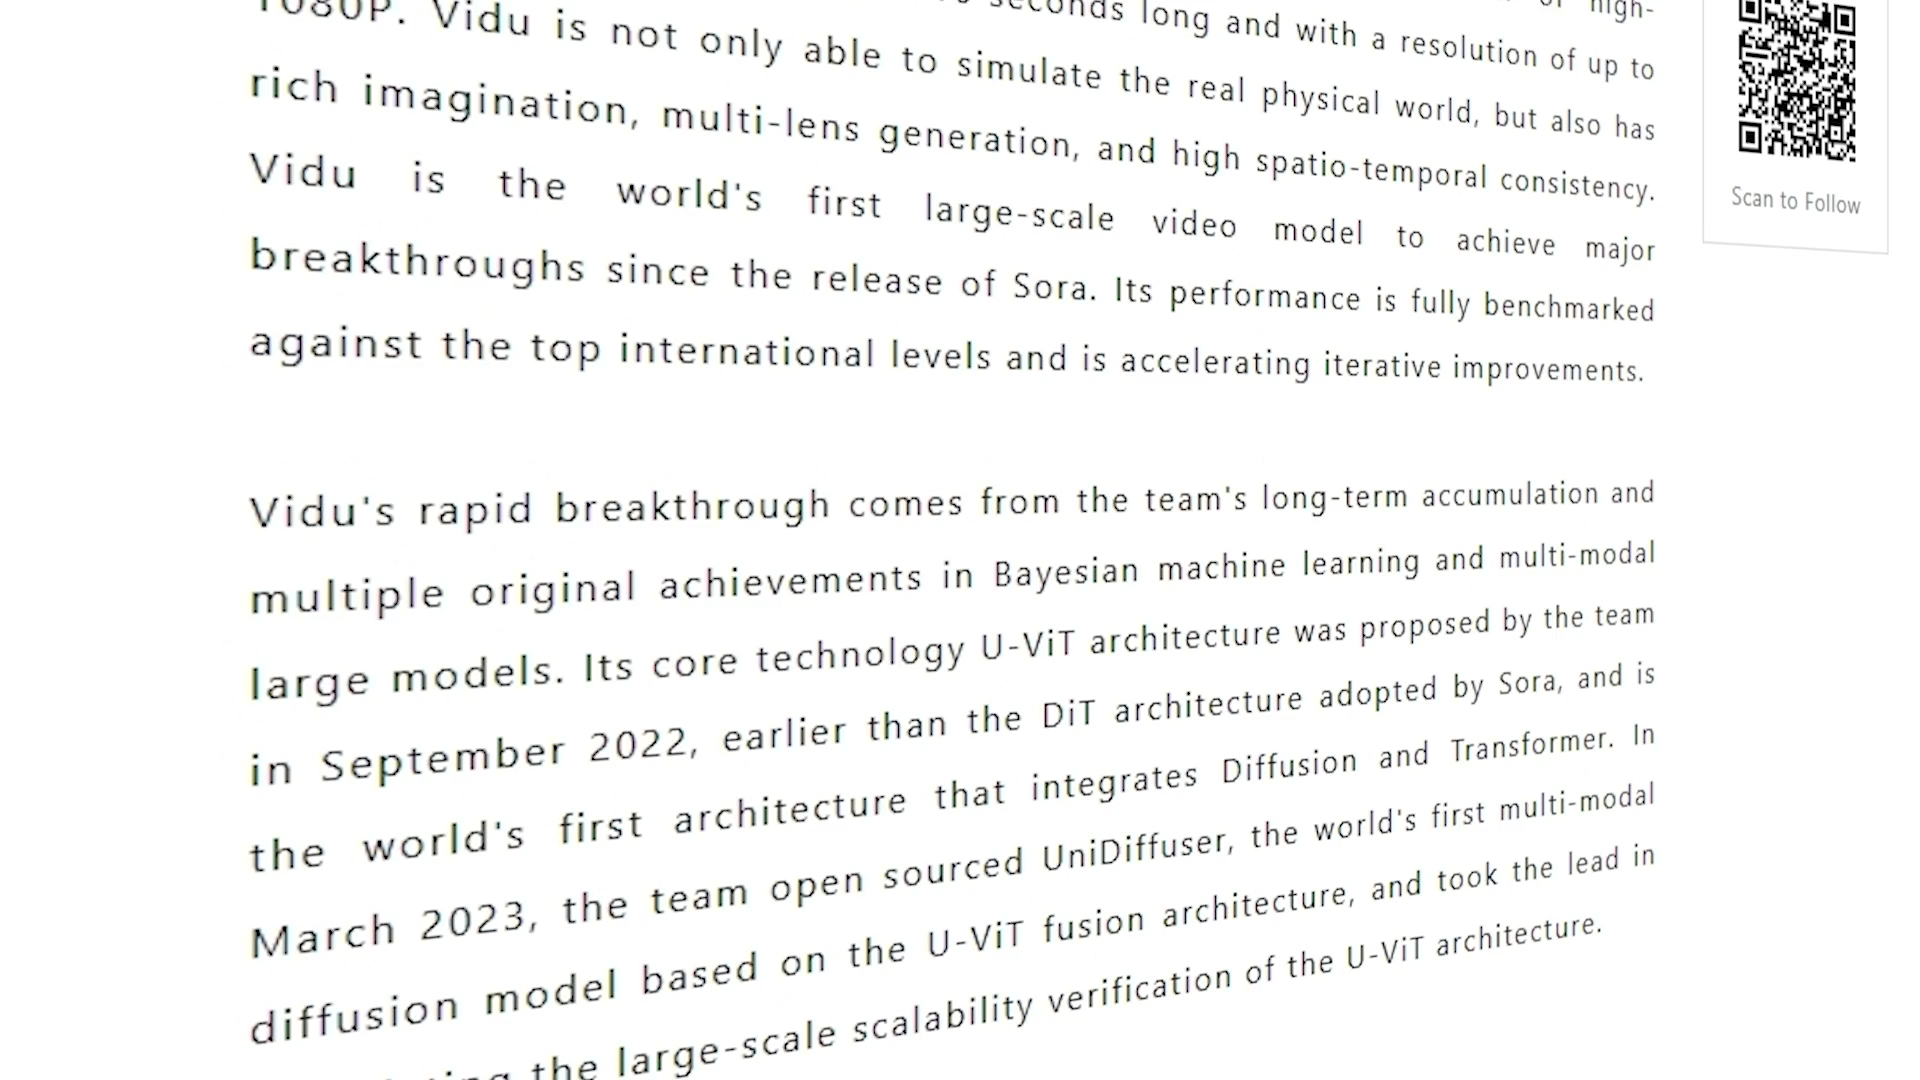 seconds long and with a resolution of up to
1080P. Vidu is not only able to simulate the real physical world, but also has
rich imagination, multi-lens generation, and high spatio-temporal consistency.
Vidu is the world's first large-scale video model to achieve major
breakthroughs since the release of Sora. Its performance is fully benchmarked
against the top international levels and is accelerating iterative improvements.
Vidu's rapid breakthrough comes from the team's long-term accumulation and
multiple original achievements in Bayesian machine learning and multi-modal
large models. Its core technology U-ViT architecture was proposed by the team
in September 2022, earlier than the DiT architecture adopted by Sora, and is
the world's first architecture that integrates Diffusion and Transformer. In
March 2023, the team open sourced UniDiffuser, the world's first multi-modal
diffusion model based on the U-ViT fusion architecture, and took the lead in
the large-scale scalability verification of the U-ViT architecture.
Scan to Follow